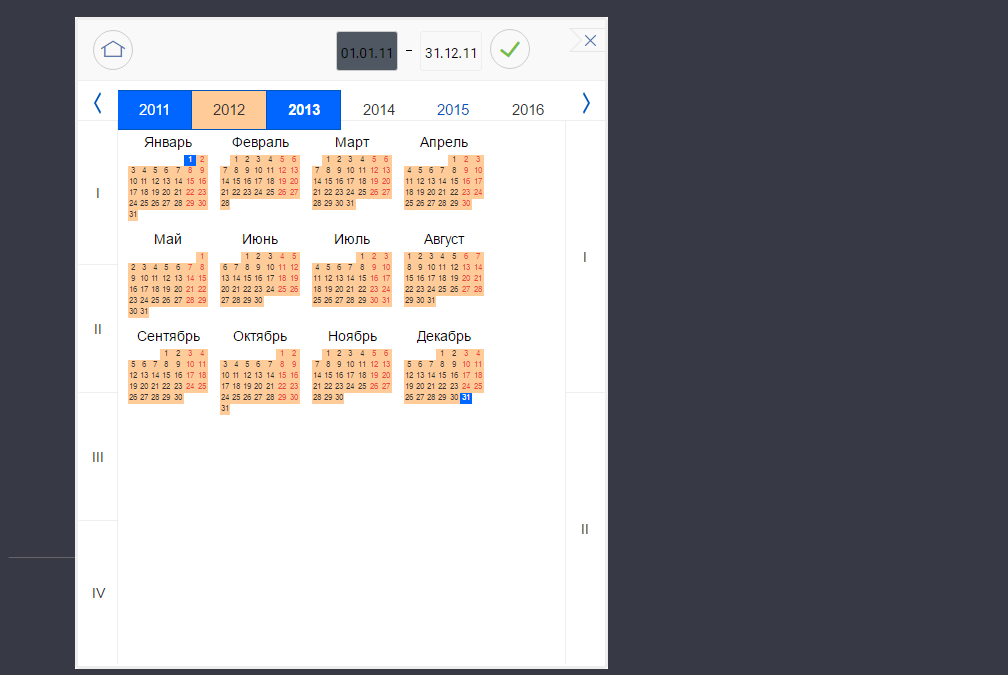 01.01.11 - 31.12.11
2011 2012 2013 2014 2015 2016
Январь Февраль Март Апрель
1 2 1 2 3 4 5 6 1 2 3 4 5 6 1 2 3
3 4 5 6 7 8 9 7 8 9 10 11 12 13 7 8 9 10 11 12 13 4 5 6 7 8 9 10
10 11 12 13 14 15 16 14 15 16 17 18 19 20 14 15 16 17 18 19 20 11 12 13 14 15 16 17
17 18 19 20 21 22 23 21 22 23 24 25 26 27 21 22 23 24 25 26 27 18 19 20 21 22 23 24
24 25 26 27 28 29 30 28 28 29 30 31 25 26 27 28 29 30
31
I
Май Июнь Июль Август
1 1 2 3 4 5 1 2 3 1 2 3 4 5 6 7
2 3 4 5 6 7 8 6 7 8 9 10 11 12 4 5 6 7 8 9 10 8 9 10 11 12 13 14
9 10 11 12 13 14 15 13 14 15 16 17 18 19 11 12 13 14 15 16 17 15 16 17 18 19 20 21
16 17 18 19 20 21 22 20 21 22 23 24 25 26 18 19 20 21 22 23 24 22 23 24 25 26 27 28
23 24 25 26 27 28 29 27 28 29 30 25 26 27 28 29 30 31 29 30 31
30 31
I
II
Сентябрь Октябрь Ноябрь Декабрь
1 2 3 4 1 2 1 2 3 4 5 6 1 2 3 4
5 6 7 8 9 10 11 3 4 5 6 7 8 9 7 8 9 10 11 12 13 5 6 7 8 9 10 11
12 13 14 15 16 17 18 10 11 12 13 14 15 16 14 15 16 17 18 19 20 12 13 14 15 16 17 18
19 20 21 22 23 24 25 17 18 19 20 21 22 23 21 22 23 24 25 26 27 19 20 21 22 23 24 25
26 27 28 29 30 24 25 26 27 28 29 30 28 29 30 26 27 28 29 30 31
31
III
II
IV